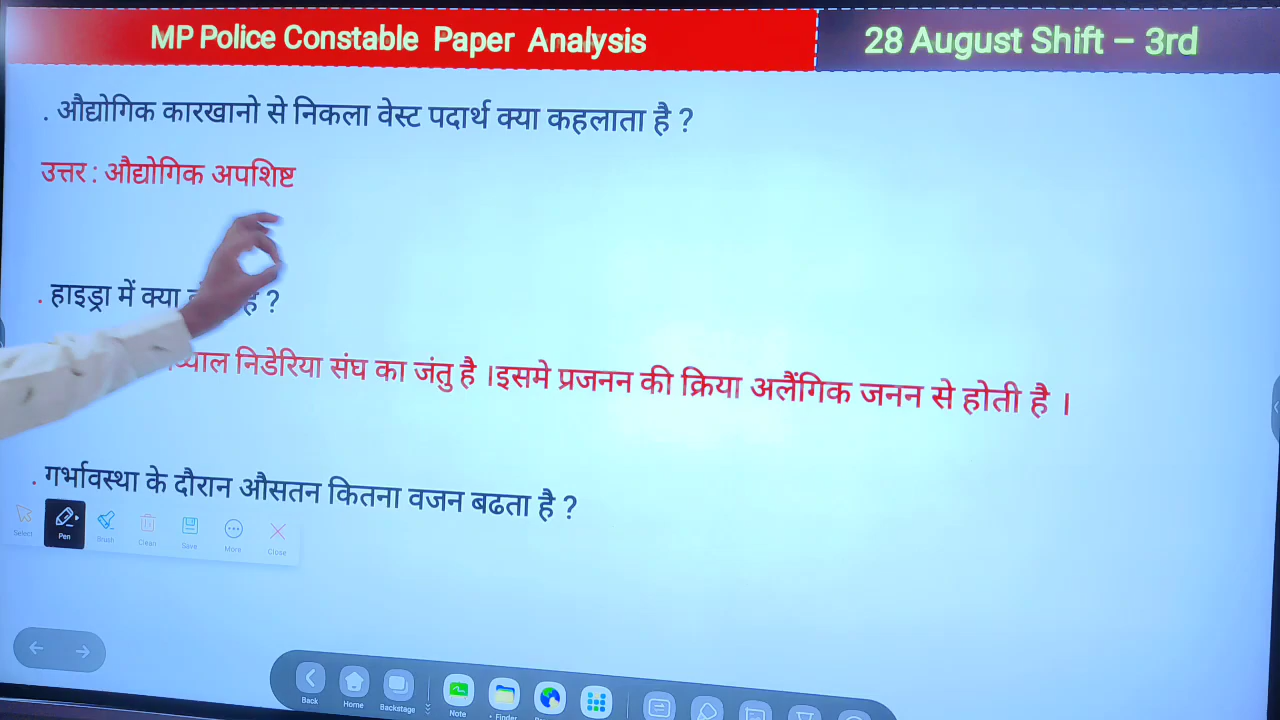 MP Police Constable Paper Analysis
28 August Shift – 3rd
. औद्योगिक कारखानो से निकला वेस्ट पदार्थ क्या कहलाता है ?
उत्तर : औद्योगिक अपशिष्ट
. हाइड्रा में क्या है ?
निडेरिया संघ का जंतु है ।इसमे प्रजनन की क्रिया अलैंगिक जनन से होती है ।
. गर्भावस्था के दौरान औसतन कितना वजन बढता है ?
Select Pen Brush Clean Save More Close
Back Home Backstage Note Finder